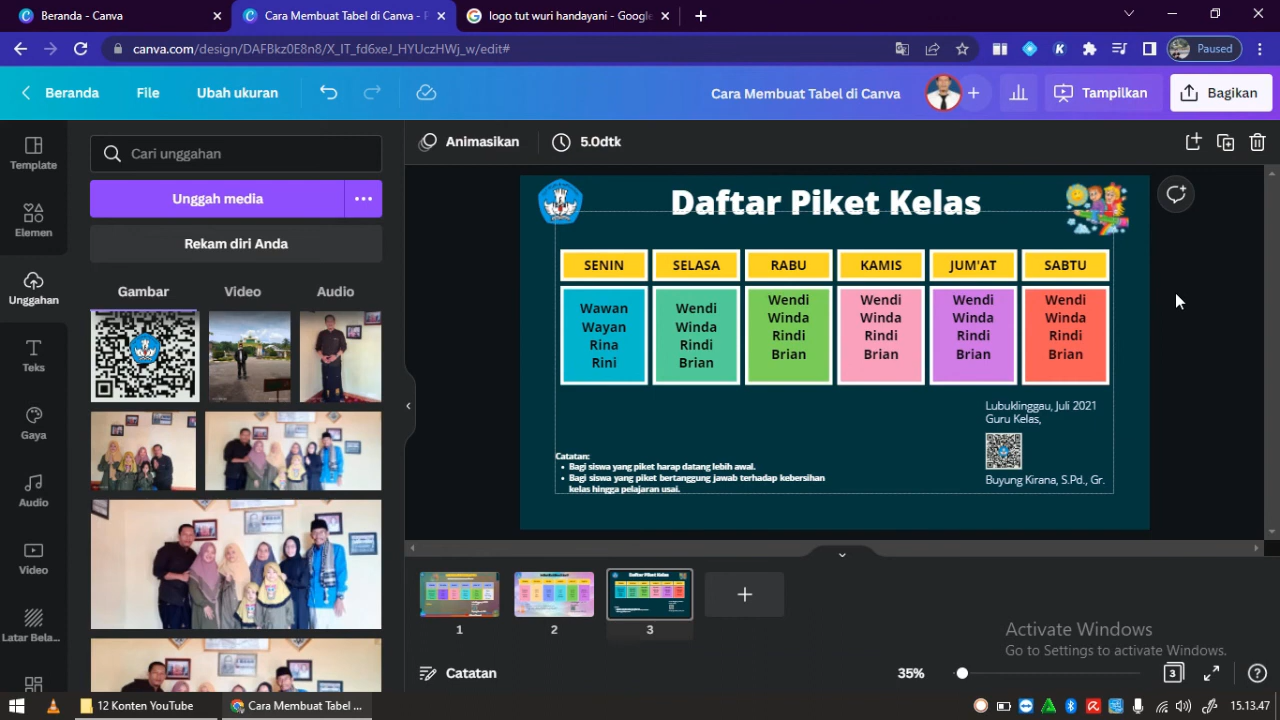 Beranda - Canva
Cara Membuat Tabel di Canva - P
logo tut wuri handayani - Google
canva.com/design/DAFBkz0E8n8/X_IT_fd6xeJ_HYUczHWj_w/edit#
Paused
Beranda
File
Ubah ukuran
Cara Membuat Tabel di Canva
Tampilkan
Bagikan
Template
Elemen
Unggahan
Teks
Gaya
Audio
Video
Latar Bela...
Cari unggahan
Unggah media
Rekam diri Anda
Gambar Video Audio
Animasikan
5.0dtk
Daftar Piket Kelas
SENIN SELASA RABU KAMIS JUM'AT SABTU
Wawan Wendi Wendi Wendi Wendi Wendi
Wayan Winda Winda Winda Winda Winda
Rina Rindi Rindi Rindi Rindi Rindi
Rini Brian Brian Brian Brian Brian
Lubuklinggau, Juli 2021
Guru Kelas,
Buyung Kirana, S.Pd., Gr.
Catatan:
• Bagi siswa yang piket harap datang lebih awal.
• Bagi siswa yang piket bertanggung jawab terhadap kebersihan
kelas hingga pelajaran usai.
1 2 3
Activate Windows
Go to Settings to activate Windows.
Catatan
35%
3
12 Konten YouTube
Cara Membuat Tabel ...
15.13.47